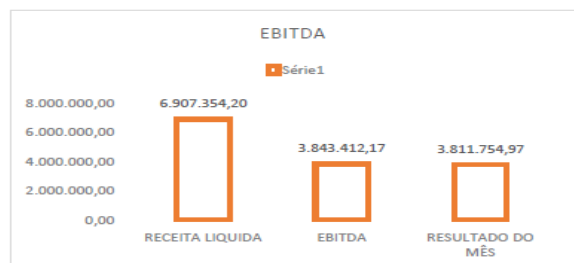 EBITDA
Série1
8.000.000,00
6.000.000,00
4.000.000,00
2.000.000,00
0,00
6.907.354,20
3.843.412,17
3.811.754,97
RECEITA LIQUIDA
EBITDA
RESULTADO DO
MÊS